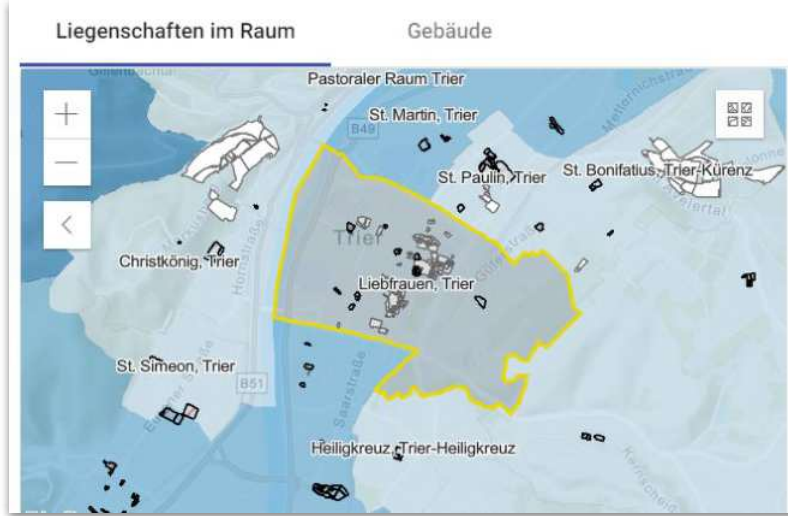 Liegenschaften im Raum
Gebäude
Pastoraler Raum Trier
B49
St. Martin, Trier
St. Paulin, Trier
St. Bonifatius, Trier-Kürenz
Trier
Christkönig, Trier
Liebfrauen, Trier
St. Simeon, Trier
B51
Saarstraße
Heiligkreuz, Trier-Heiligkreuz